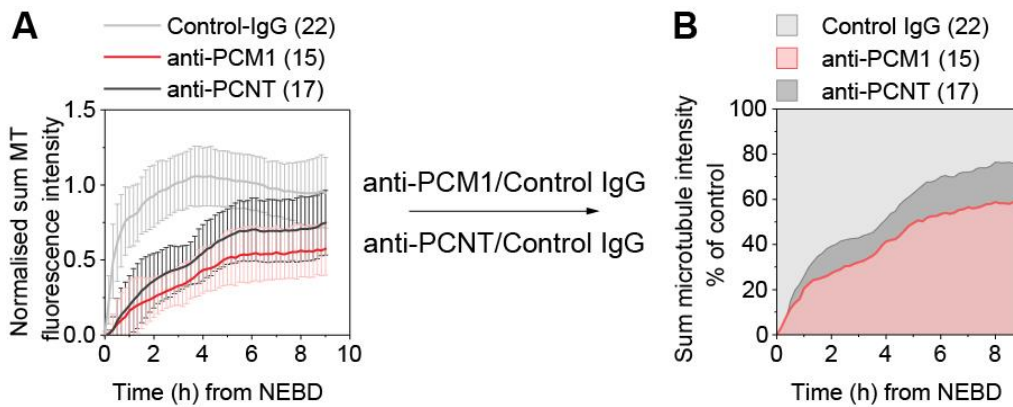 A
Control-IgG (22)
anti-PCM1 (15)
anti-PCNT (17)
Normalised sum MT
fluorescence intensity
1.5
1.0
0.5
0.0
0 2 4 6 8 10
Time (h) from NEBD
anti-PCM1/Control IgG
anti-PCNT/Control IgG
B
Control IgG (22)
anti-PCM1 (15)
anti-PCNT (17)
Sum microtubule intensity
% of control
100
80
60
40
20
0
0 2 4 6 8
Time (h) from NEBD